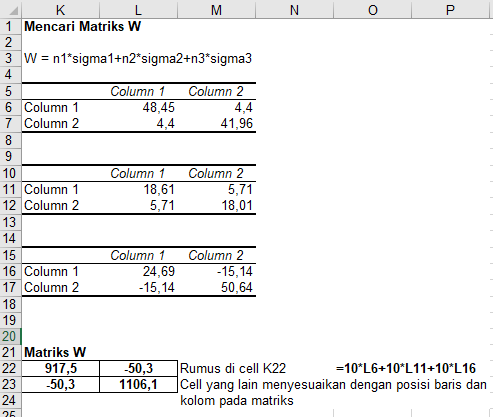 K L M N O P
1 Mencari Matriks W
2
3 W = n1*sigma1+n2*sigma2+n3*sigma3
4
5 Column 1 Column 2
6 Column 1 48,45 4,4
7 Column 2 4,4 41,96
8
9
10 Column 1 Column 2
11 Column 1 18,61 5,71
12 Column 2 5,71 18,01
13
14
15 Column 1 Column 2
16 Column 1 24,69 -15,14
17 Column 2 -15,14 50,64
18
19
20
21 Matriks W
22 917,5 -50,3 Rumus di cell K22 =10*L6+10*L11+10*L16
23 -50,3 1106,1 Cell yang lain menyesuaikan dengan posisi baris dan
24 kolom pada matriks
25